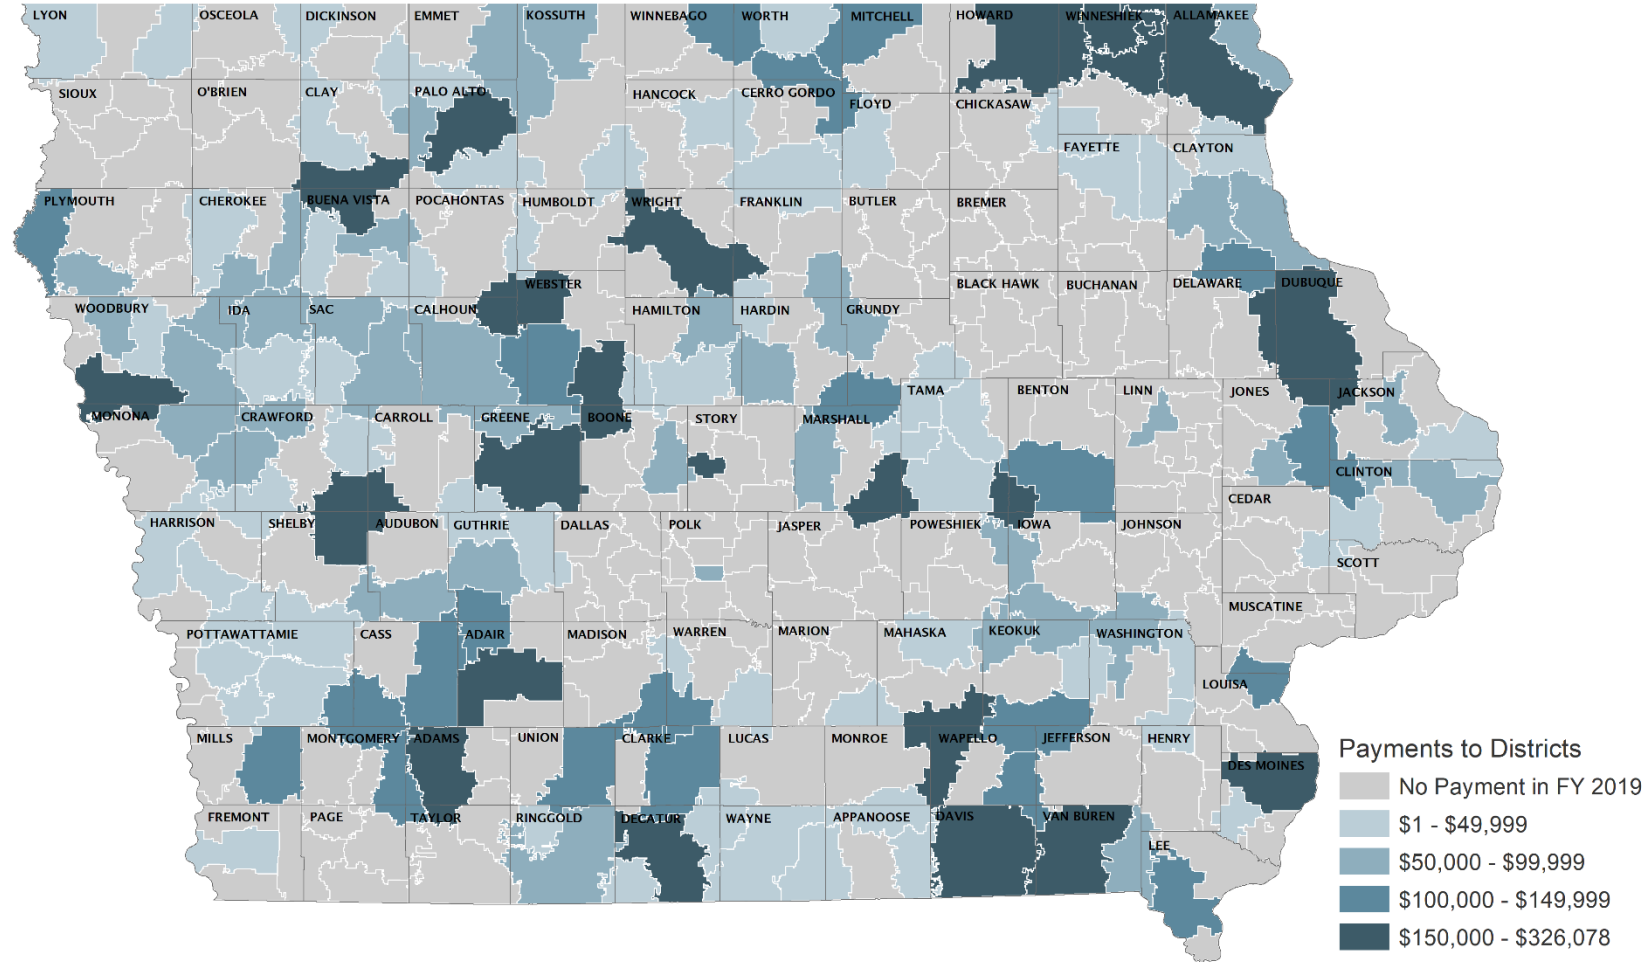 LYON OSCEOLA DICKINSON EMMET KOSSUTH WINNEBAGO WORTH MITCHELL HOWARD WINNESHIEK ALLAMAKEE
SIOUX O'BRIEN CLAY PALO ALTO HANCOCK CERRO GORDO FLOYD CHICKASAW
FAYETTE CLAYTON
PLYMOUTH CHEROKEE BUENA VISTA POCAHONTAS HUMBOLDT WRIGHT FRANKLIN BUTLER BREMER
WEBSTER BLACK HAWK BUCHANAN DELAWARE DUBUQUE
WOODBURY IDA SAC CALHOUN HAMILTON HARDIN GRUNDY
TAMA BENTON LINN JONES JACKSON
MONONA CRAWFORD CARROLL GREENE BOONE STORY MARSHALL
CLINTON
CEDAR
HARRISON SHELBY AUDUBON GUTHRIE DALLAS POLK JASPER POWESHIEK IOWA JOHNSON
SCOTT
MUSCATINE
POTTAWATTAMIE CASS ADAIR MADISON WARREN MARION MAHASKA KEOKUK WASHINGTON
LOUISA
MILLS MONTGOMERY ADAMS UNION CLARKE LUCAS MONROE WAPELLO JEFFERSON HENRY
DES MOINES
FREMONT PAGE TAYLOR RINGGOLD DECATUR WAYNE APPANOOSE DAVIS VAN BUREN
LEE
Payments to Districts
No Payment in FY 2019
$1 - $49,999
$50,000 - $99,999
$100,000 - $149,999
$150,000 - $326,078